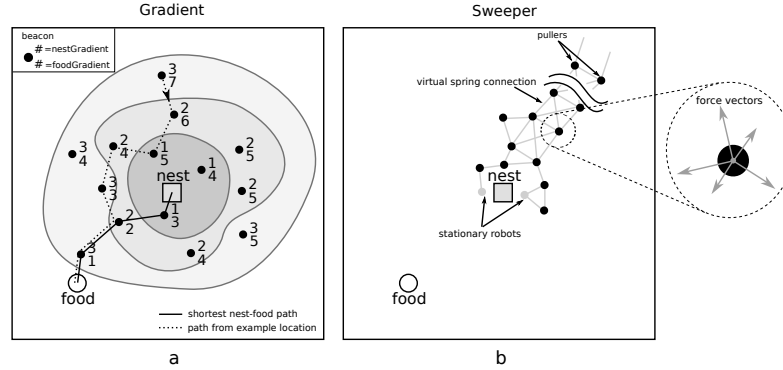 Gradient
beacon
#=nestGradient
#=foodGradient
3
7
2
6
2
4
1
5
3
4
2
5
1
4
nest
3
3
2
5
1
3
2
2
3
5
3
1
2
4
food
shortest nest-food path
path from example location
a
Sweeper
pullers
virtual spring connection
force vectors
nest
stationary robots
food
b